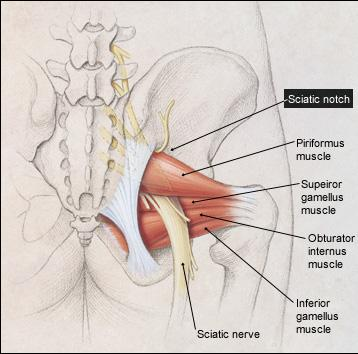 Sciatic notch
Piriformus
muscle
Supeiror
gamellus
muscle
Obturator
internus
muscle
Inferior
gamellus
muscle
Sciatic nerve